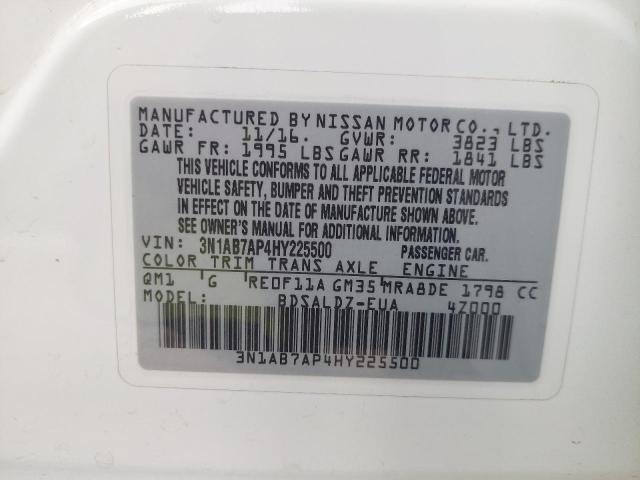 MANUFACTURED BY NISSAN MOTOR CO., LTD.
DATE: 11/16. GVWR: 3823 LBS
GAWR FR: 1995 LBS GAWR RR: 1841 LBS
THIS VEHICLE CONFORMS TO ALL APPLICABLE FEDERAL MOTOR
VEHICLE SAFETY, BUMPER AND THEFT PREVENTION STANDARDS
IN EFFECT ON THE DATE OF MANUFACTURE SHOWN ABOVE.
SEE OWNER'S MANUAL FOR ADDITIONAL INFORMATION.
VIN: 3N1AB7AP4HY225500 PASSENGER CAR.
COLOR TRIM TRANS AXLE ENGINE
QM1 G RE0F11A GM35 MRA8DE 1798 CC
MODEL: BDSALDZ-EUA 4Z000
3N1AB7AP4HY225500